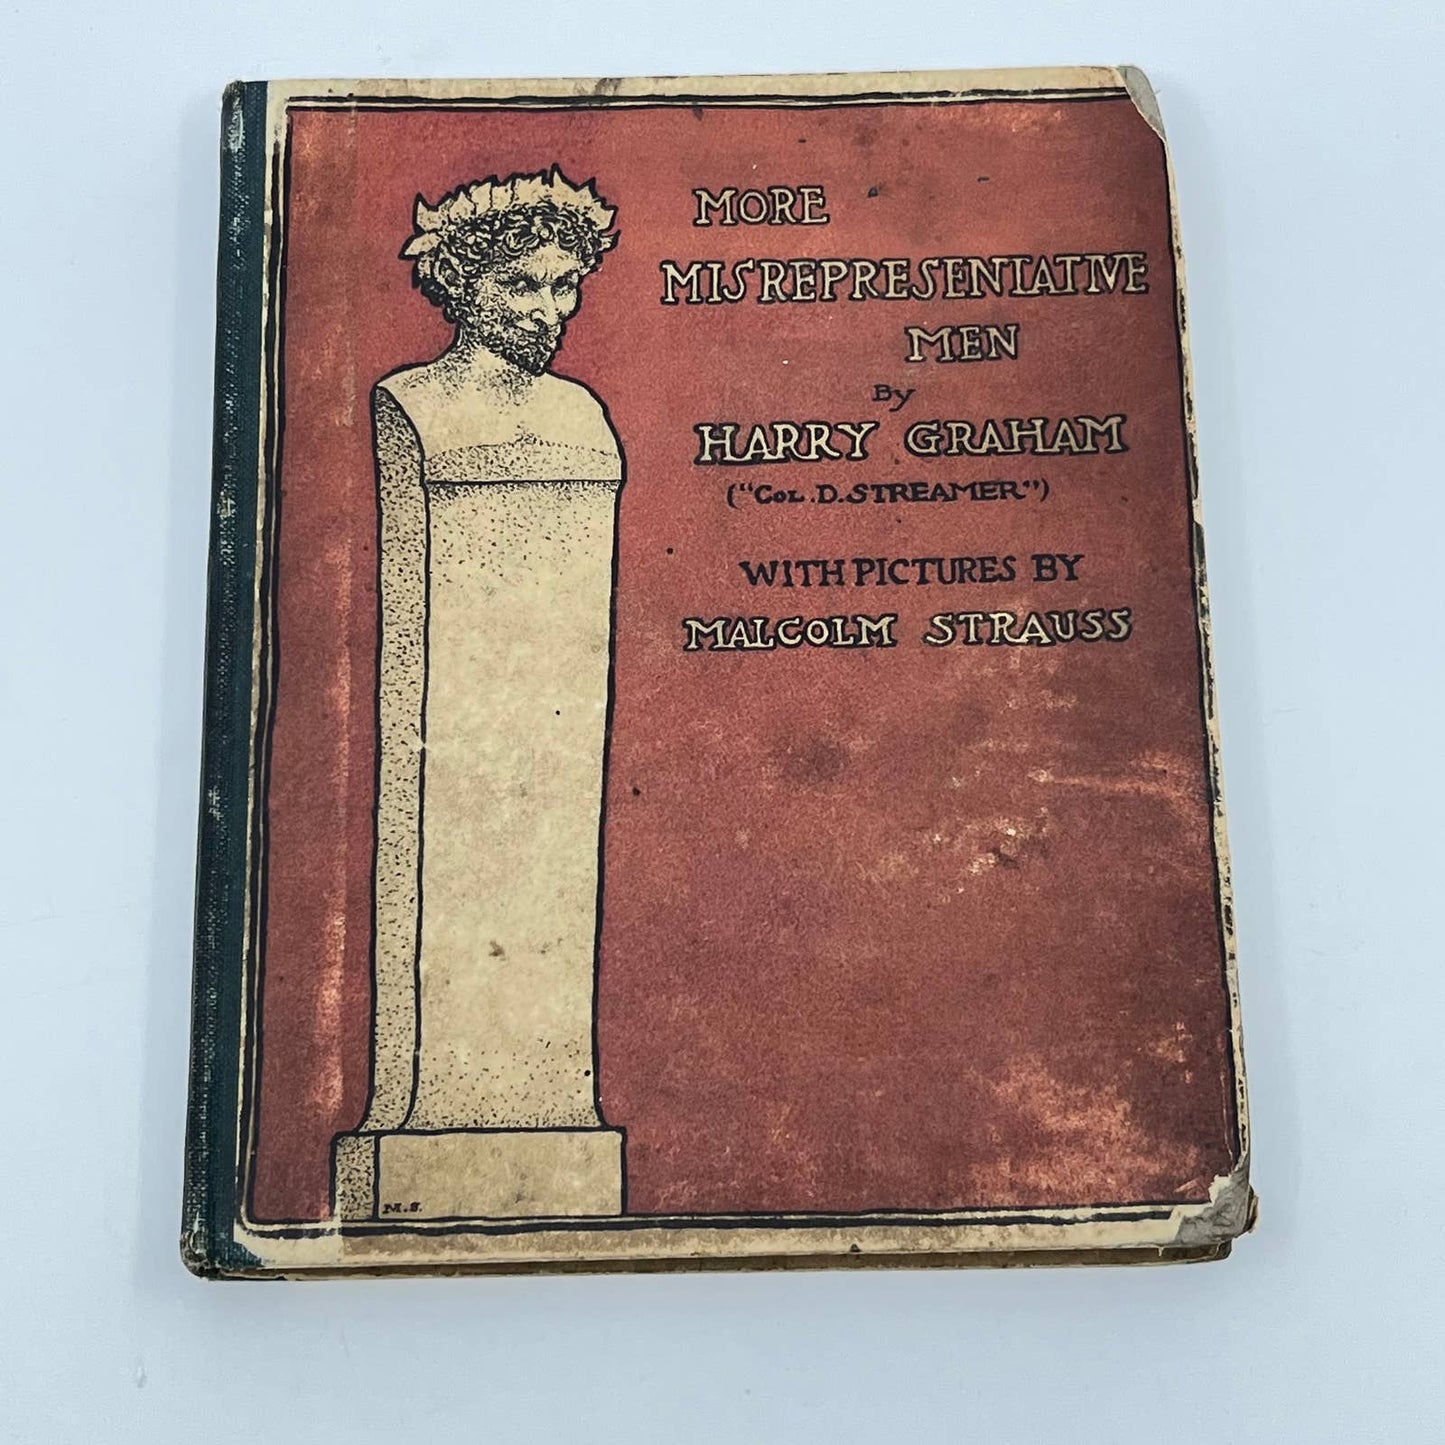 MORE
MISREPRESENTATIVE
MEN
By
HARRY GRAHAM
("COL. D. STREAMER")
WITH PICTURES BY
MALCOLM STRAUSS
M.S.